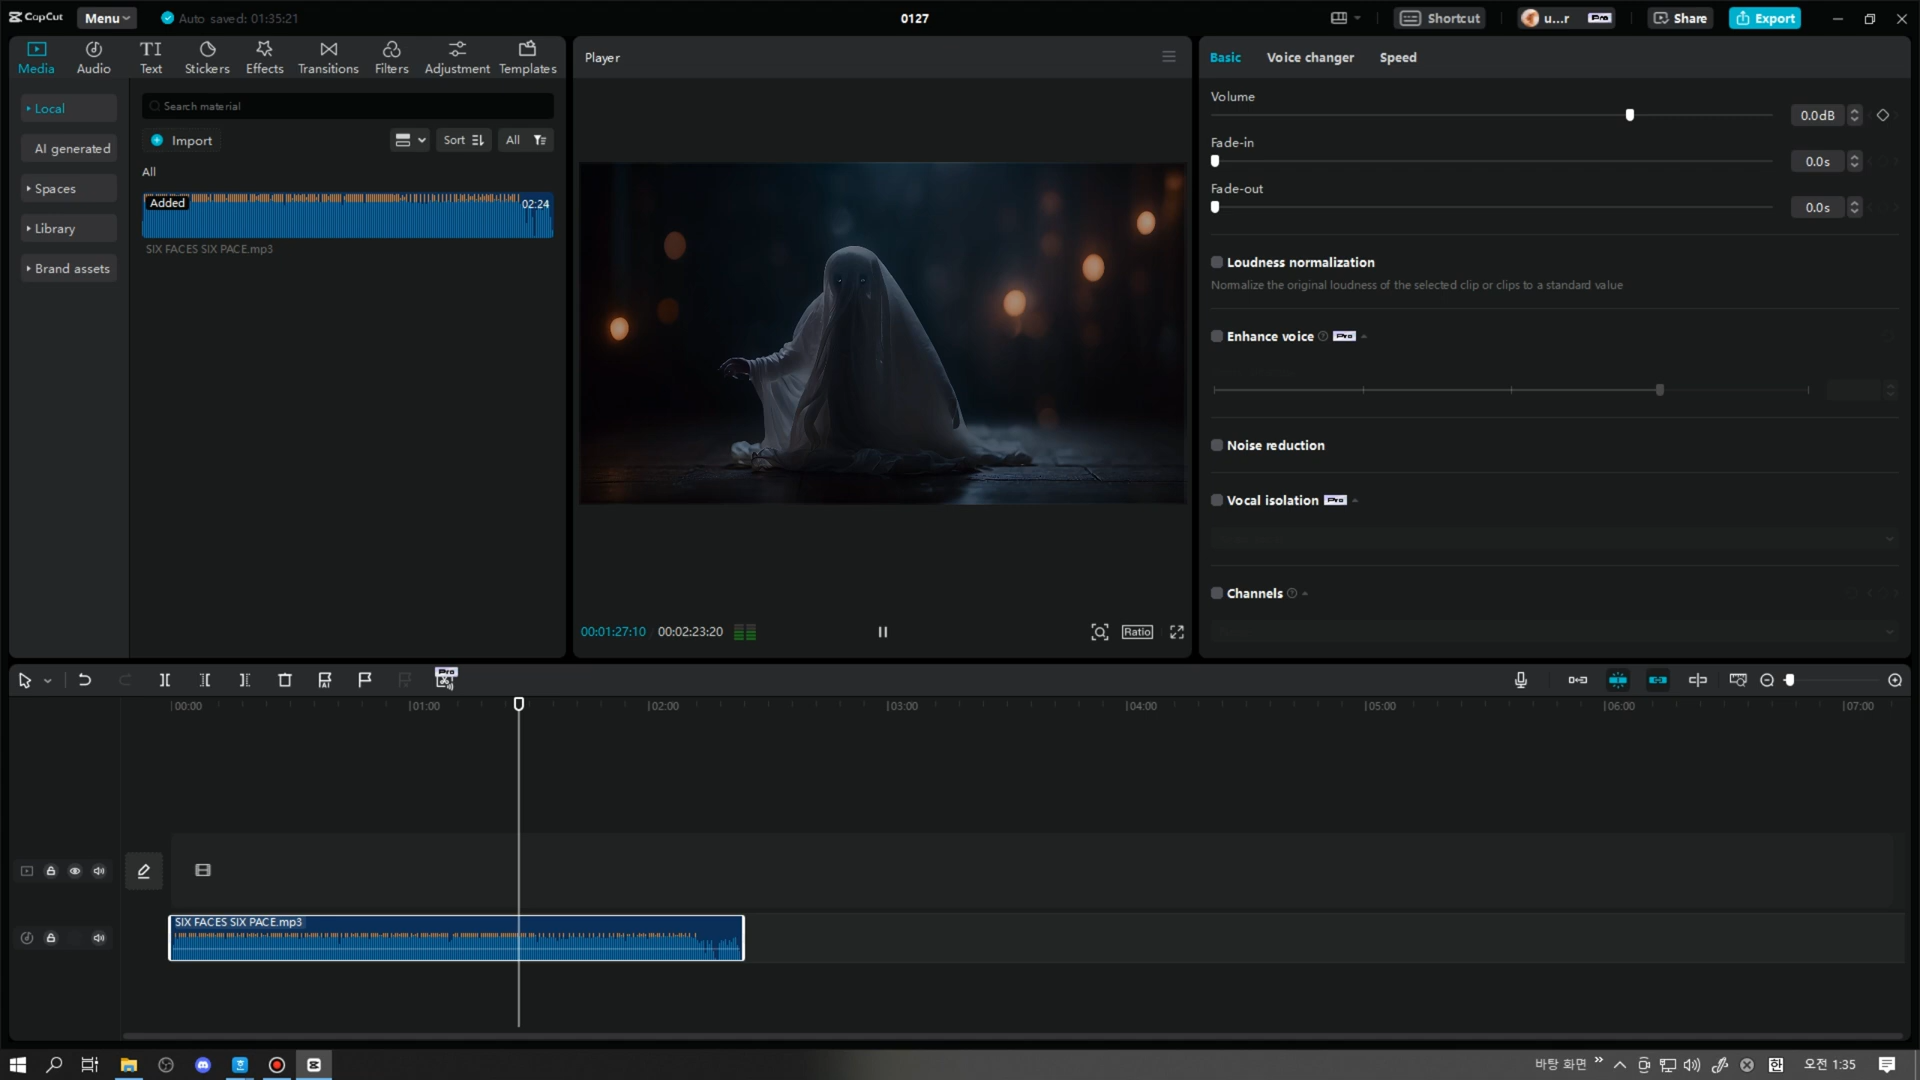 CapCut
Menu
Auto saved: 01:35:21
0127
Shortcut
u...r
Pro
Share
Export
Media
Audio
TI
Text
Stickers
Effects
Transitions
Filters
Adjustment
Templates
Local
AI generated
Spaces
Library
Brand assets
Search material
Import
Sort
All
All
Added
02:24
SIX FACES SIX PACE.mp3
Player
00:01:27:10
00:02:23:20
Ratio
Basic
Voice changer
Speed
Volume
0.0dB
Fade-in
0.0s
Fade-out
0.0s
Loudness normalization
Normalize the original loudness of the selected clip or clips to a standard value
Enhance voice
Pro
Noise reduction
Vocal isolation
Pro
Channels
Pro
00:00
01:00
02:00
03:00
04:00
05:00
06:00
07:00
SIX FACES SIX PACE.mp3
바탕 화면
한
오전 1:35